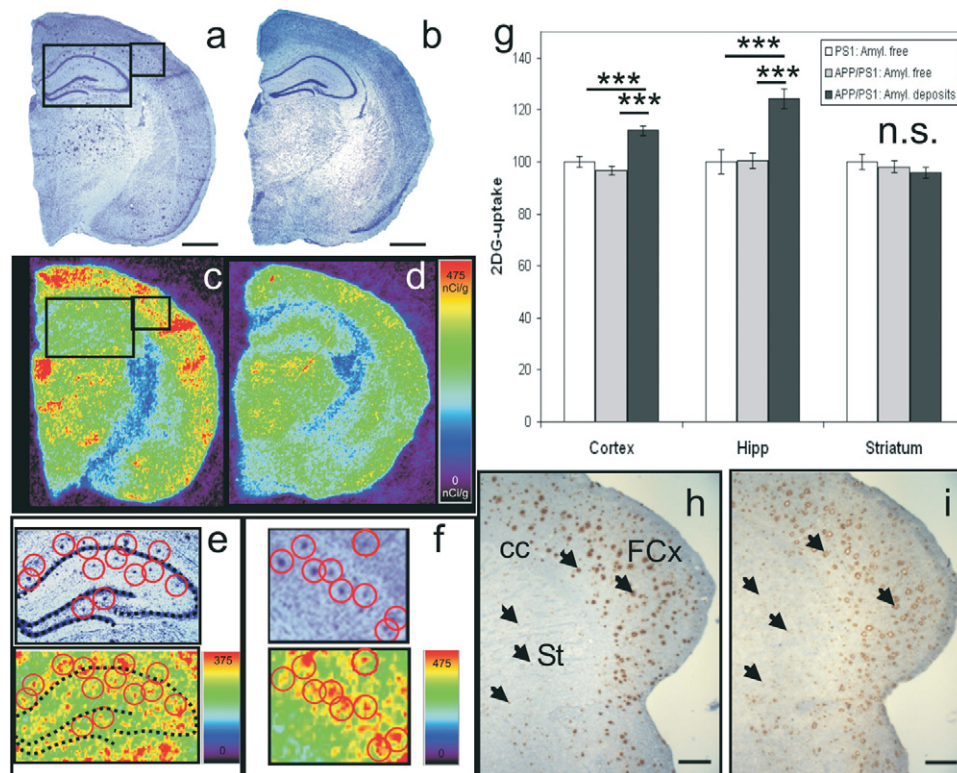 a
b
g
c
475
nCi/g
d
0
nCi/g
2DG-uptake
140
120
100
80
60
40
20
0
***
***
***
***
n.s.
PS1: Amyl. free
APP/PS1: Amyl. free
APP/PS1: Amyl. deposits
Cortex
Hipp
Striatum
e
375
0
f
475
0
h
cc
FCx
St
i